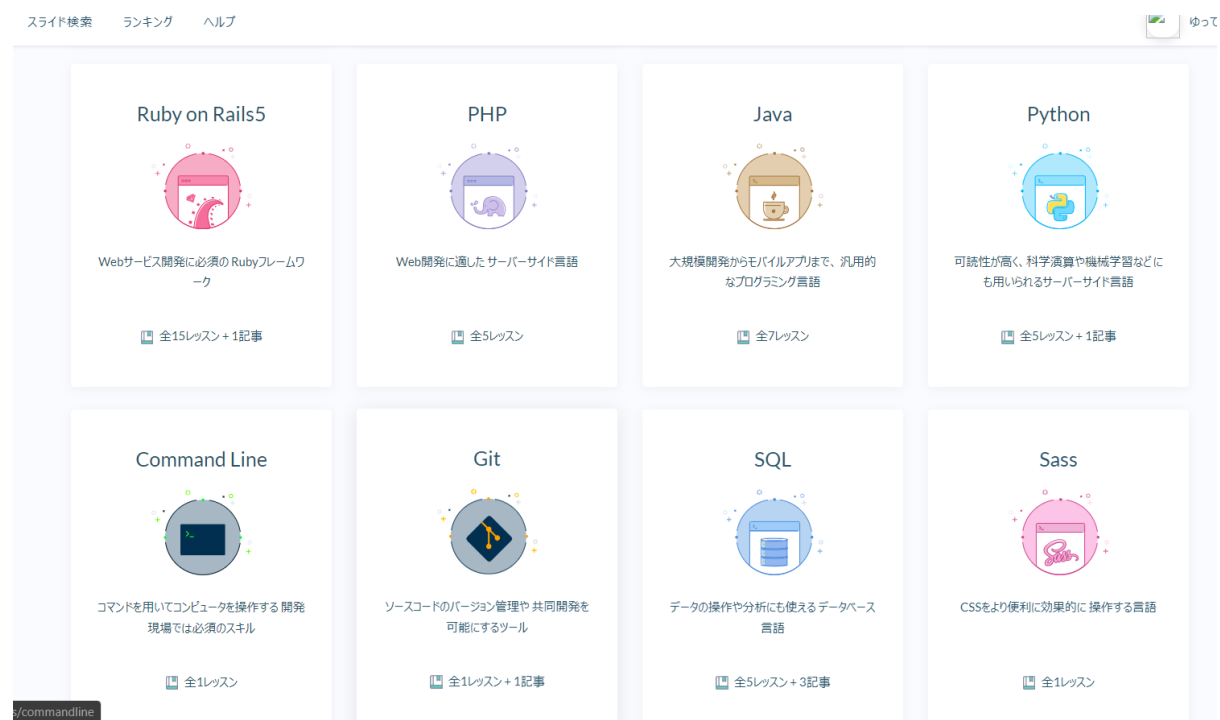 スライド検索 ランキング ヘルプ
ゆって
Ruby on Rails5
Webサービス開発に必須の Rubyフレームワ
ーク
全15レッスン + 1記事
PHP
Web開発に適した サーバーサイド言語
全5レッスン
Java
大規模開発からモバイルアプリまで、汎用的
なプログラミング言語
全7レッスン
Python
可読性が高く、科学演算や機械学習などに
も用いられるサーバーサイド言語
全5レッスン + 1記事
Command Line
コマンドを用いてコンピュータを操作する 開発
現場では必須のスキル
全1レッスン
Git
ソースコードのバージョン管理や 共同開発を
可能にするツール
全1レッスン + 1記事
SQL
データの操作や分析にも使える データベース
言語
全5レッスン + 3記事
Sass
Sass
CSSをより便利に効果的に 操作する言語
全1レッスン
s/commandline